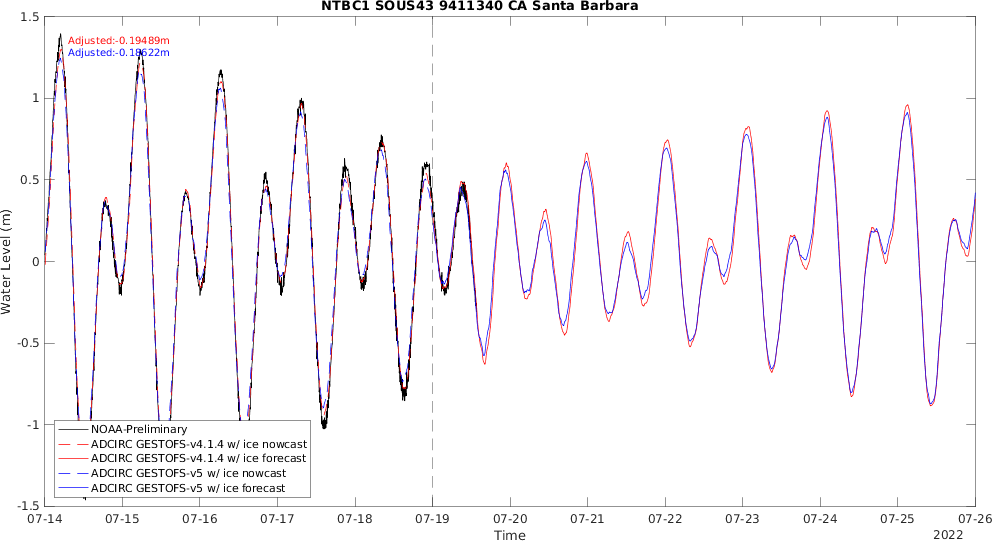 NTBC1 SOUS43 9411340 CA Santa Barbara
Adjusted:-0.19489m
Adjusted:-0.18622m
1.5
1
0.5
0
-0.5
-1
-1.5
Water Level (m)
NOAA-Preliminary
ADCIRC GESTOFS-v4.1.4 w/ ice nowcast
ADCIRC GESTOFS-v4.1.4 w/ ice forecast
ADCIRC GESTOFS-v5 w/ ice nowcast
ADCIRC GESTOFS-v5 w/ ice forecast
07-14 07-15 07-16 07-17 07-18 07-19 07-20 07-21 07-22 07-23 07-24 07-25 07-26
Time
2022